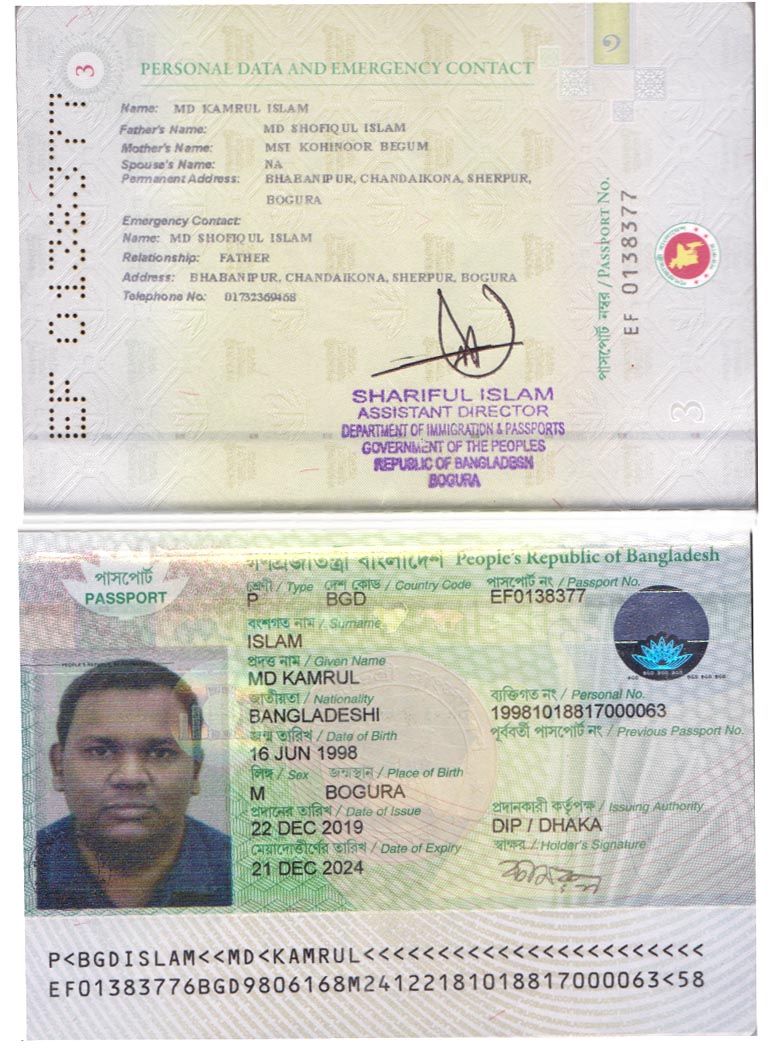 3
PERSONAL DATA AND EMERGENCY CONTACT
১
Name: MD KAMRUL ISLAM
Father's Name: MD SHOFIQUL ISLAM
Mother's Name: MST KOHINOOR BEGUM
Spouse's Name: NA
Permanent Address: BHABANIPUR, CHANDAIKONA, SHERPUR,
BOGURA
Emergency Contact:
Name: MD SHOFIQUL ISLAM
Relationship: FATHER
Address: BHABANIPUR, CHANDAIKONA, SHERPUR, BOGURA
Telephone No:
EF 0138377
পাসপোর্ট নম্বর / PASSPORT NO.
EF 0138377
3
SHARIFUL ISLAM
ASSISTANT DIRECTOR
DEPARTMENT OF IMMIGRATION & PASSPORTS
GOVERNMENT OF THE PEOPLES
REPUBLIC OF BANGLADESH
BOGURA
গণপ্রজাতন্ত্রী বাংলাদেশ People's Republic of Bangladesh
পাসপোর্ট
PASSPORT
শ্রেণী / Type দেশ কোড / Country Code পাসপোর্ট নং / Passport No.
P BGD EF0138377
বংশগত নাম / Surname
ISLAM
প্রদত্ত নাম / Given Name
MD KAMRUL
জাতীয়তা / Nationality ব্যক্তিগত নং / Personal No.
BANGLADESHI 19981018817000063
জন্ম তারিখ / Date of Birth পূর্ববর্তী পাসপোর্ট নং / Previous Passport No.
16 JUN 1998
লিঙ্গ / Sex জন্মস্থান / Place of Birth
M BOGURA
প্রদানের তারিখ / Date of Issue প্রদানকারী কর্তৃপক্ষ / Issuing Authority
22 DEC 2019 DIP / DHAKA
মেয়াদোত্তীর্ণের তারিখ / Date of Expiry স্বাক্ষর / Holder's Signature
21 DEC 2024
P<BGDISLAM<<MD<KAMRUL<<<<<<<<<<<<<<<<<<<<<<<
EF01383776BGD9806168M24122181018817000063<58